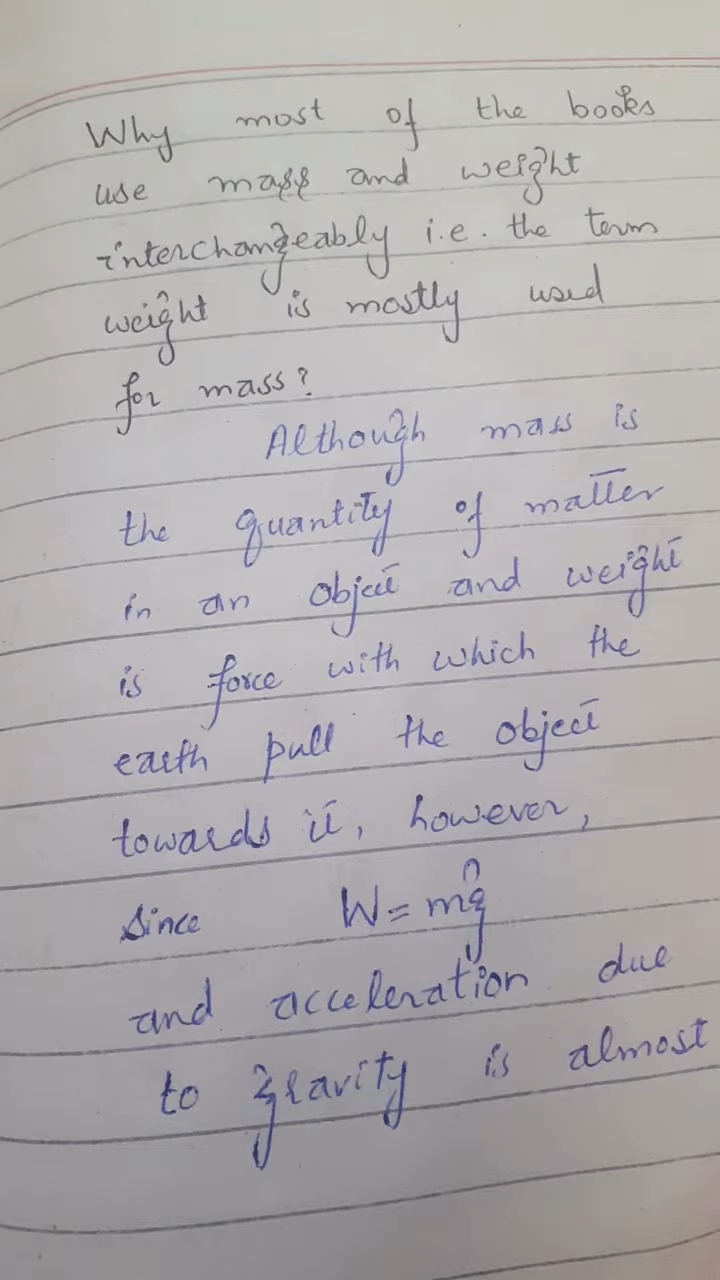 Why most of the books
use mass and weight
interchangeably i.e. the term
weight is mostly used
for mass?
Although mass is
the quantity of matter
in an object and weight
is force with which the
earth pull the object
towards it, however,
Since W = mg
and acceleration due
to gravity is almost